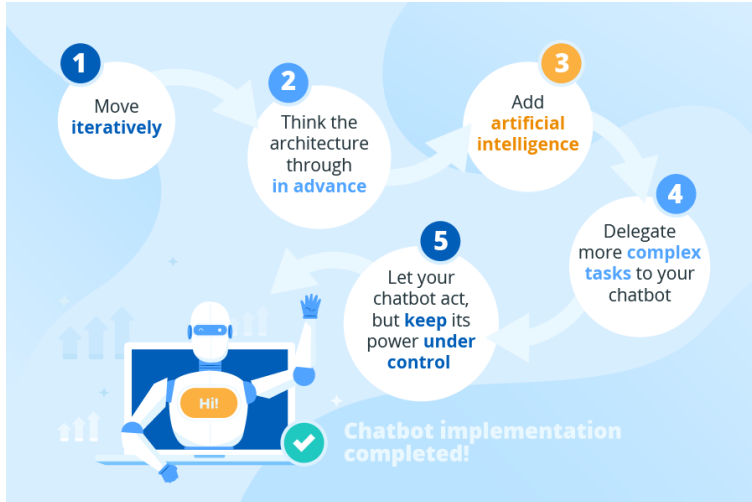 1
Move
iteratively
2
Think the
architecture
through
in advance
3
Add
artificial
intelligence
4
Delegate
more complex
tasks to your
chatbot
5
Let your
chatbot act,
but keep its
power under
control
Hi!
Chatbot implementation
completed!